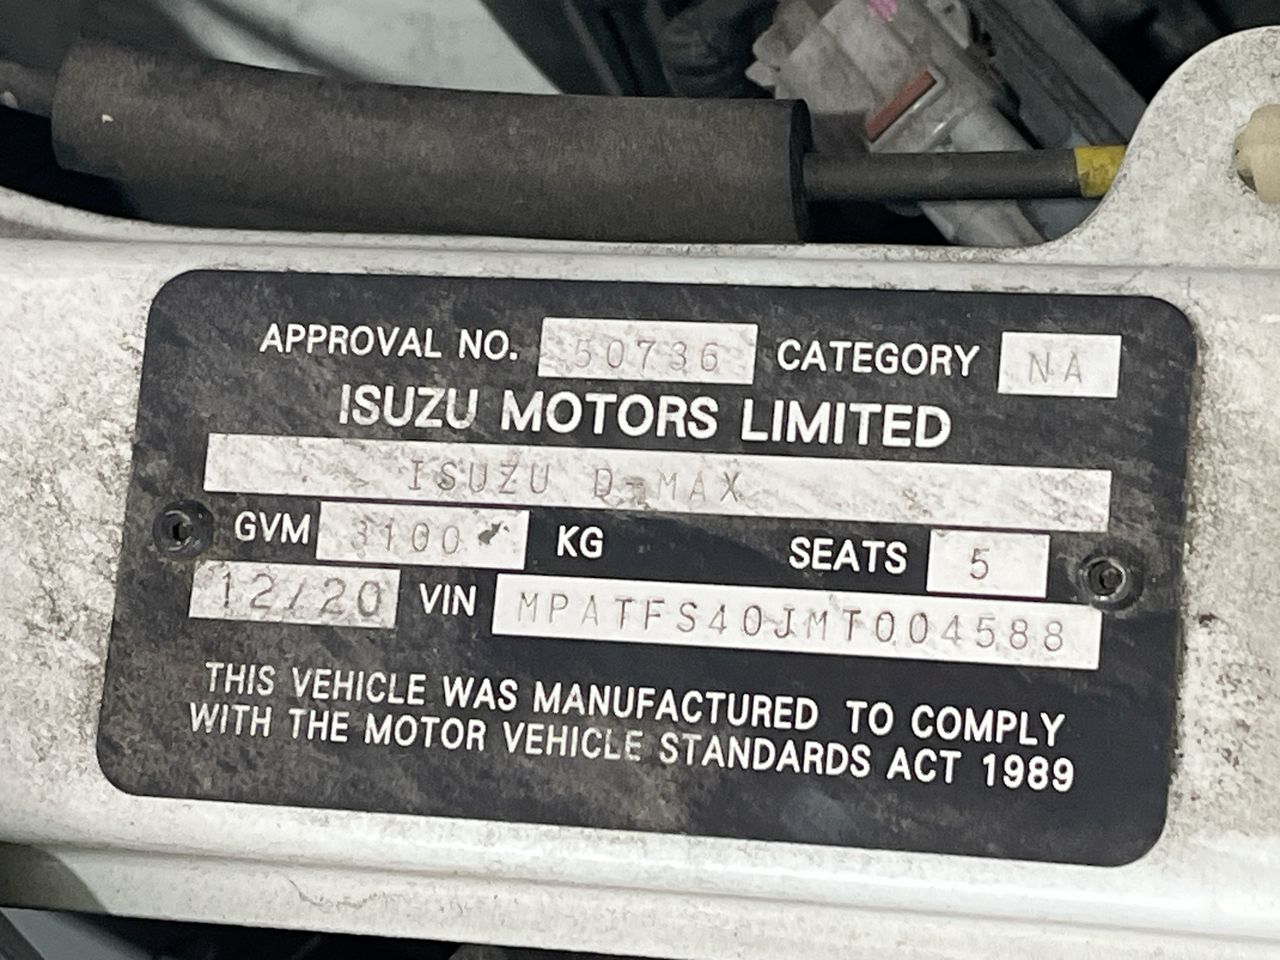 APPROVAL NO. 50736 CATEGORY NA
ISUZU MOTORS LIMITED
ISUZU D-MAX
GVM 3100 KG SEATS 5
12/20 VIN MPATFS40JMT004588
THIS VEHICLE WAS MANUFACTURED TO COMPLY
WITH THE MOTOR VEHICLE STANDARDS ACT 1989